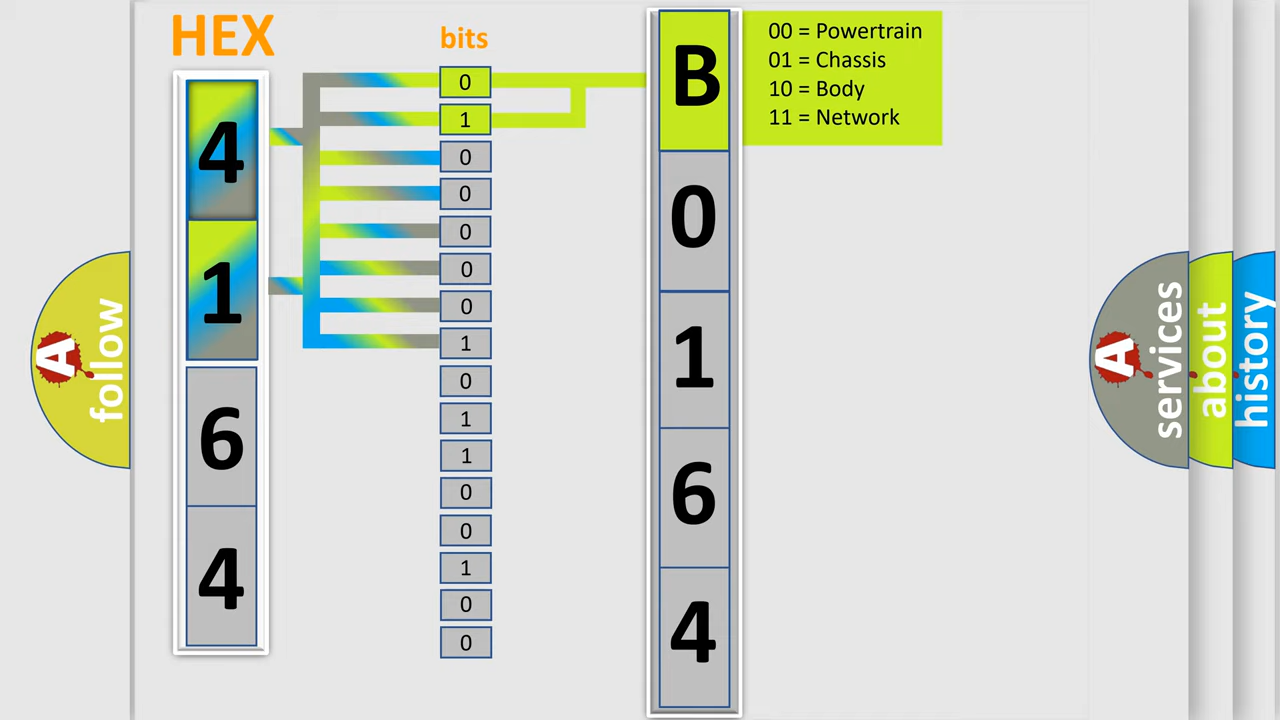 HEX
bits
4
1
6
4
0
1
0
0
0
0
0
1
0
1
1
0
0
1
0
0
B
0
1
6
4
00 = Powertrain
01 = Chassis
10 = Body
11 = Network
A
follow
A
services
about
history